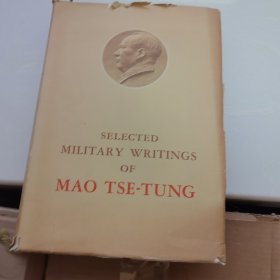 SELECTED
MILITARY WRITINGS
OF
MAO TSE-TUNG